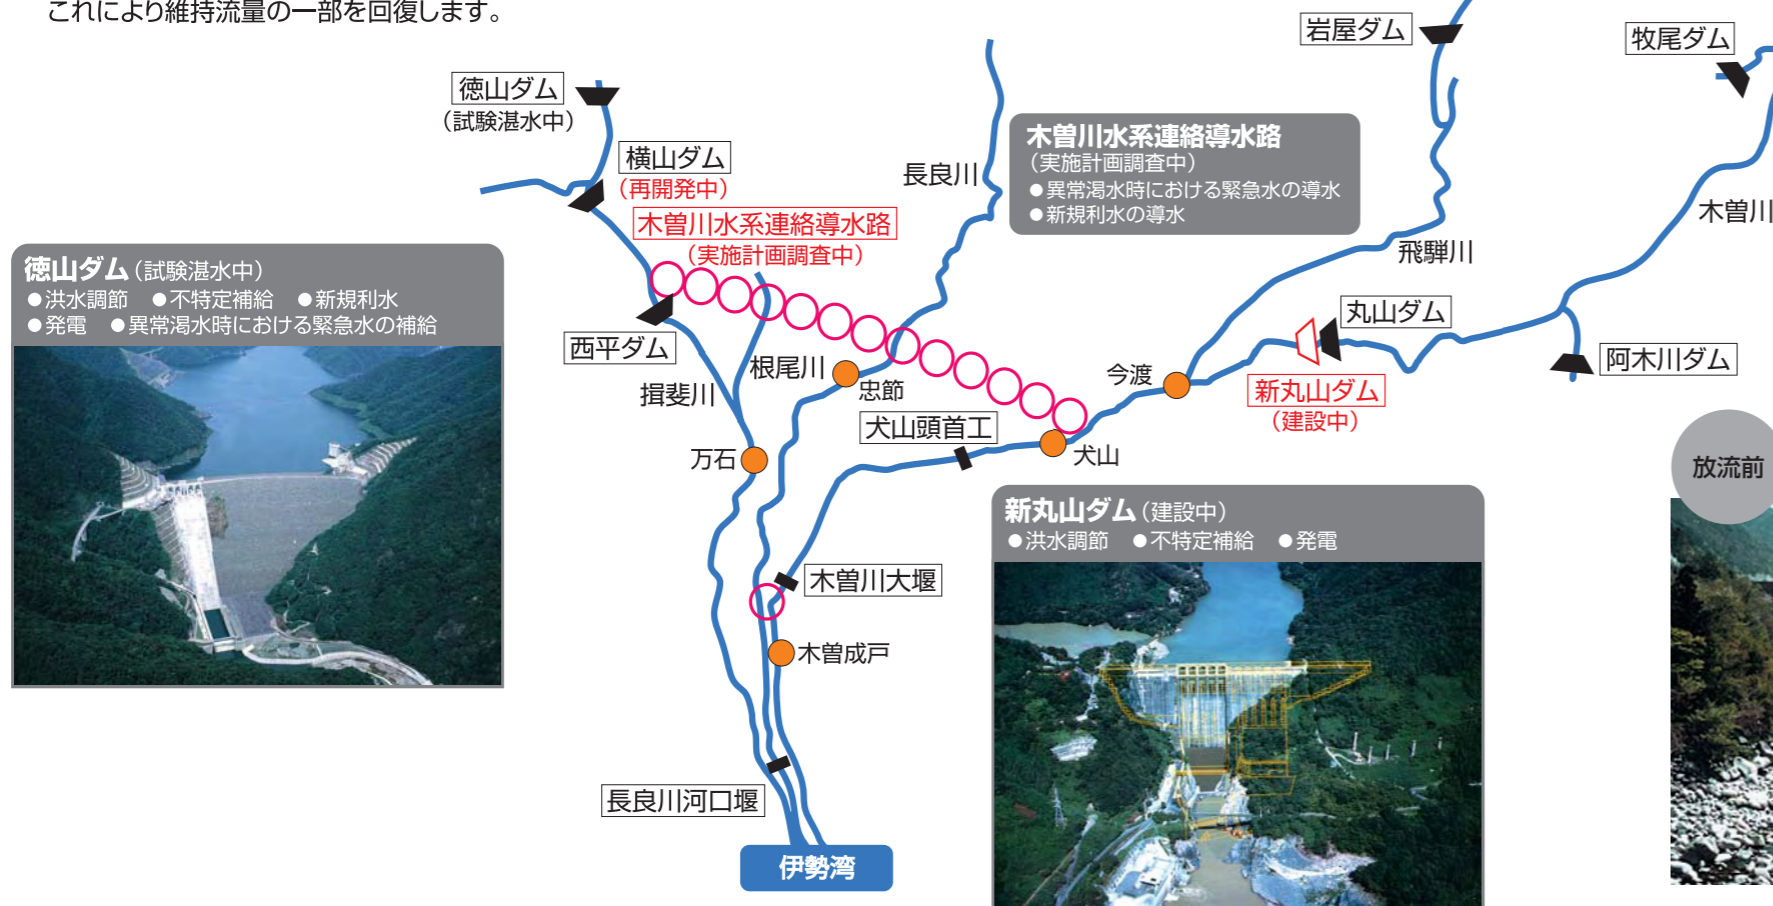 これにより維持流量の一部を回復します。
岩屋ダム
牧尾ダム
徳山ダム
(試験湛水中)
横山ダム
(再開発中)
木曽川水系連絡導水路
(実施計画調査中)
長良川
木曽川水系連絡導水路
(実施計画調査中)
●異常渇水時における緊急水の導水
●新規利水の導水
木曽川
飛騨川
徳山ダム(試験湛水中)
●洪水調節 ●不特定補給 ●新規利水
●発電 ●異常渇水時における緊急水の補給
西平ダム
揖斐川
根尾川
忠節
今渡
丸山ダム
新丸山ダム
(建設中)
阿木川ダム
犬山頭首工
犬山
万石
放流前
新丸山ダム(建設中)
●洪水調節 ●不特定補給 ●発電
木曽川大堰
木曽成戸
長良川河口堰
伊勢湾